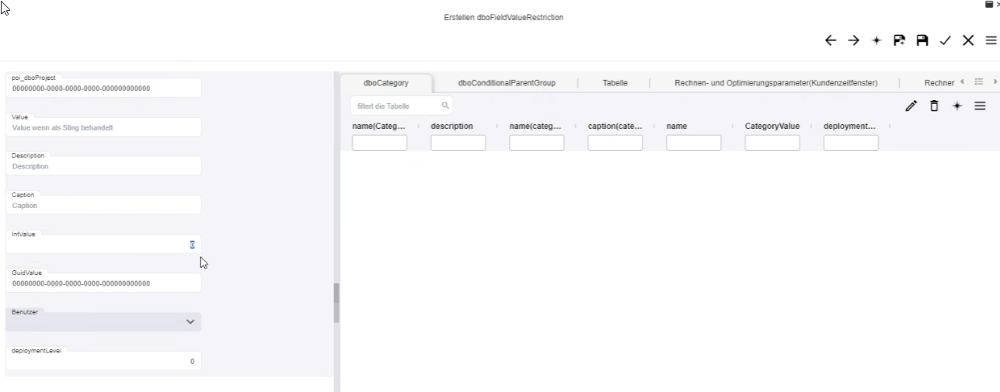 Erstellen dboFieldValueRestriction
poi_dboProject
00000000-0000-0000-0000-000000000000
Value
Value wenn als Sting behandelt
Description
Description
Caption
Caption
IntValue
0
GuidValue
00000000-0000-0000-0000-000000000000
Benutzer
deploymentLevel
0
dboCategory dboConditionalParentGroup Tabelle Rechnen- und Optimierungsparameter(Kundenzeitfenster) Rechner
filtert die Tabelle
name(Categ... description name(categ... caption(cate... name CategoryValue deployment...